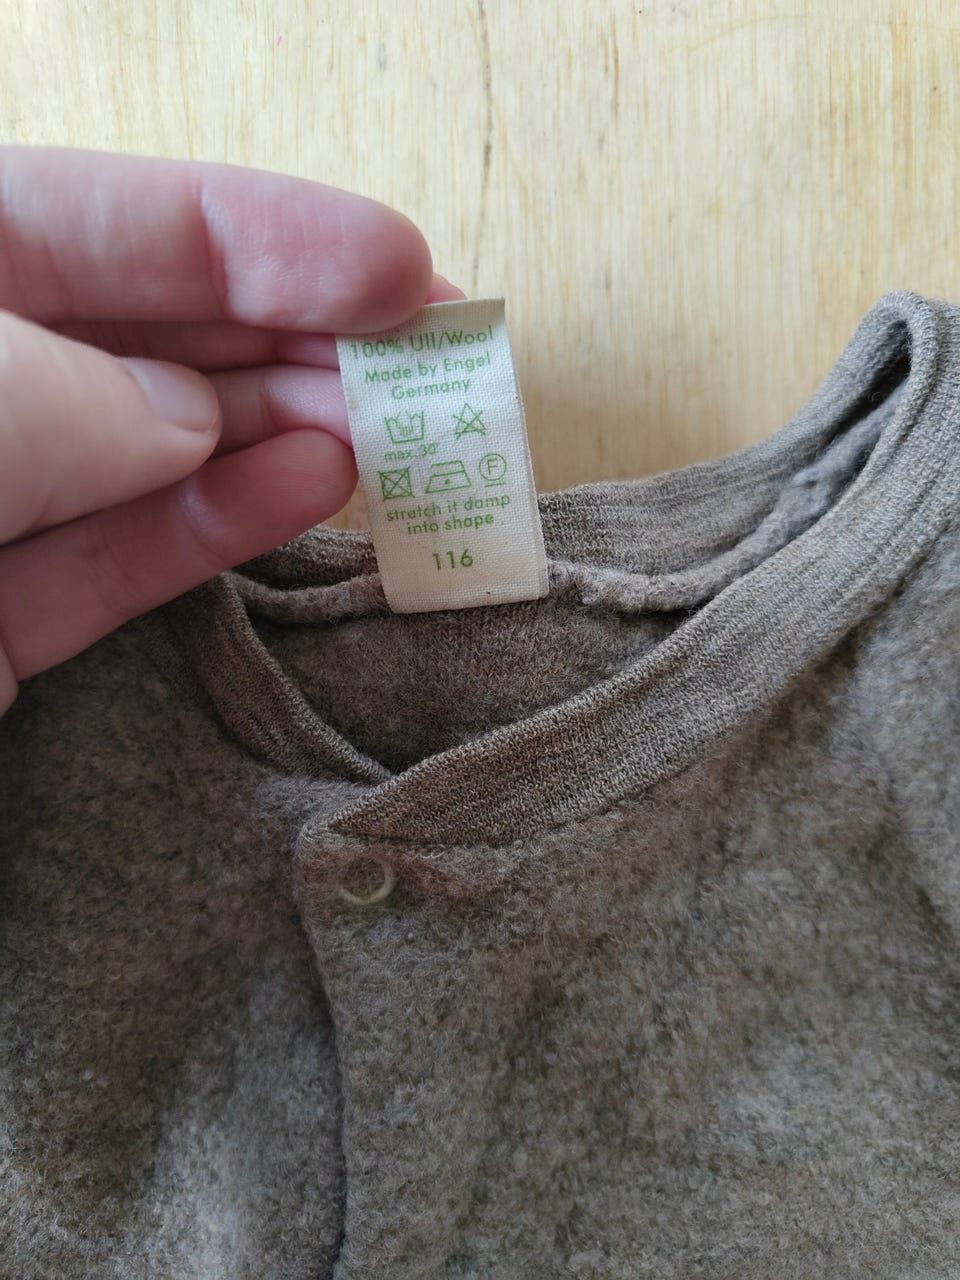 100% Ull/Wool
Made by Engel
Germany
max. 30°
F
stretch it damp
into shape
116